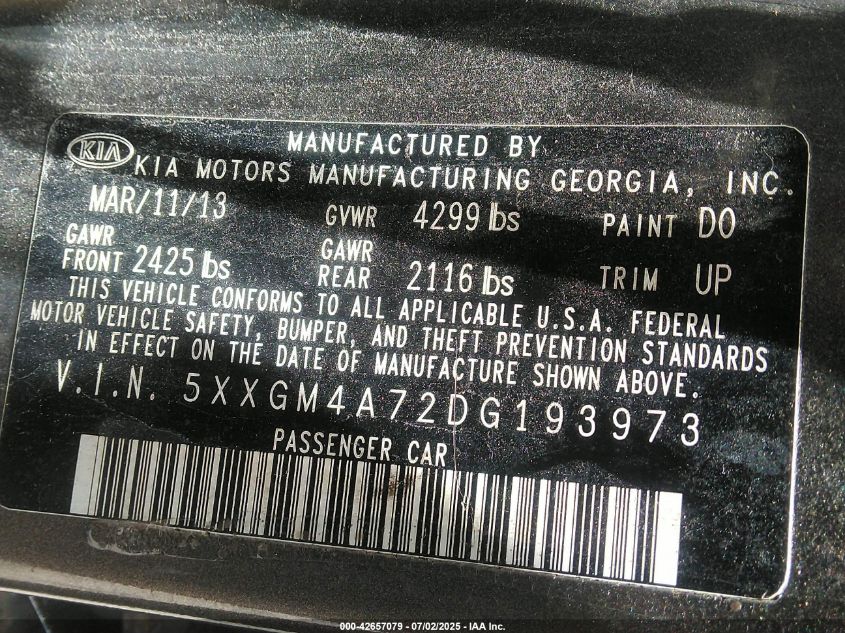 KIA
MANUFACTURED BY
KIA MOTORS MANUFACTURING GEORGIA, INC.
MAR/11/13 GVWR 4299 lbs PAINT D0
GAWR FRONT 2425 lbs GAWR REAR 2116 lbs TRIM UP
THIS VEHICLE CONFORMS TO ALL APPLICABLE U.S.A. FEDERAL
MOTOR VEHICLE SAFETY, BUMPER, AND THEFT PREVENTION STANDARDS
IN EFFECT ON THE DATE OF MANUFACTURE SHOWN ABOVE.
V.I.N. 5XXGM4A72DG193973
PASSENGER CAR
000-42657079 - 07/02/2025 - IAA Inc.